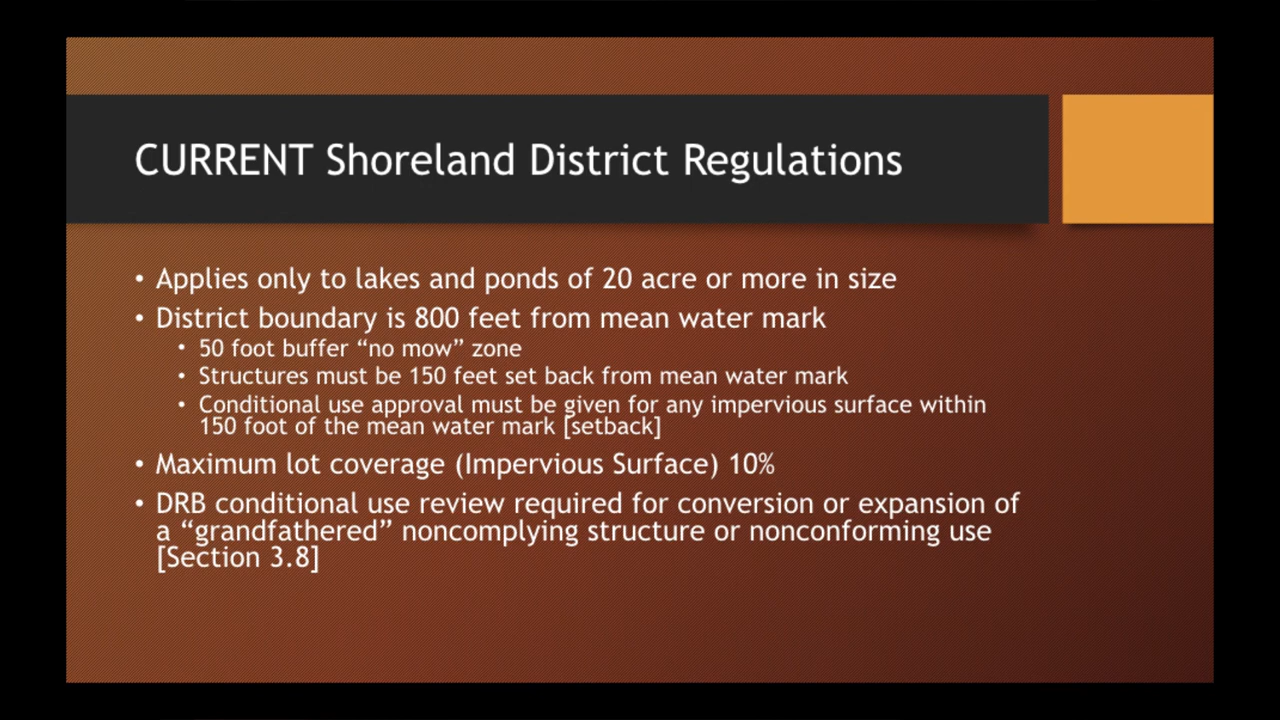 CURRENT Shoreland District Regulations
• Applies only to lakes and ponds of 20 acre or more in size
• District boundary is 800 feet from mean water mark
• 50 foot buffer “no mow” zone
• Structures must be 150 feet set back from mean water mark
• Conditional use approval must be given for any impervious surface within
150 foot of the mean water mark [setback]
• Maximum lot coverage (Impervious Surface) 10%
• DRB conditional use review required for conversion or expansion of
a “grandfathered” noncomplying structure or nonconforming use
[Section 3.8]